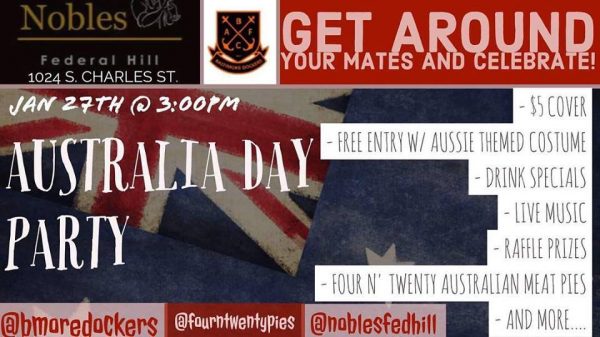 Nobles
Federal Hill
1024 S. CHARLES ST.
B
A F
C
BALTIMORE DOCKERS
GET AROUND
YOUR MATES AND CELEBRATE!
JAN 27TH @ 3:00PM
AUSTRALIA DAY
PARTY
- $5 COVER
- FREE ENTRY W/ AUSSIE THEMED COSTUME
- DRINK SPECIALS
- LIVE MUSIC
- RAFFLE PRIZES
- FOUR N' TWENTY AUSTRALIAN MEAT PIES
- AND MORE....
@bmoredockers
@fourntwentypies
@noblesfedhill